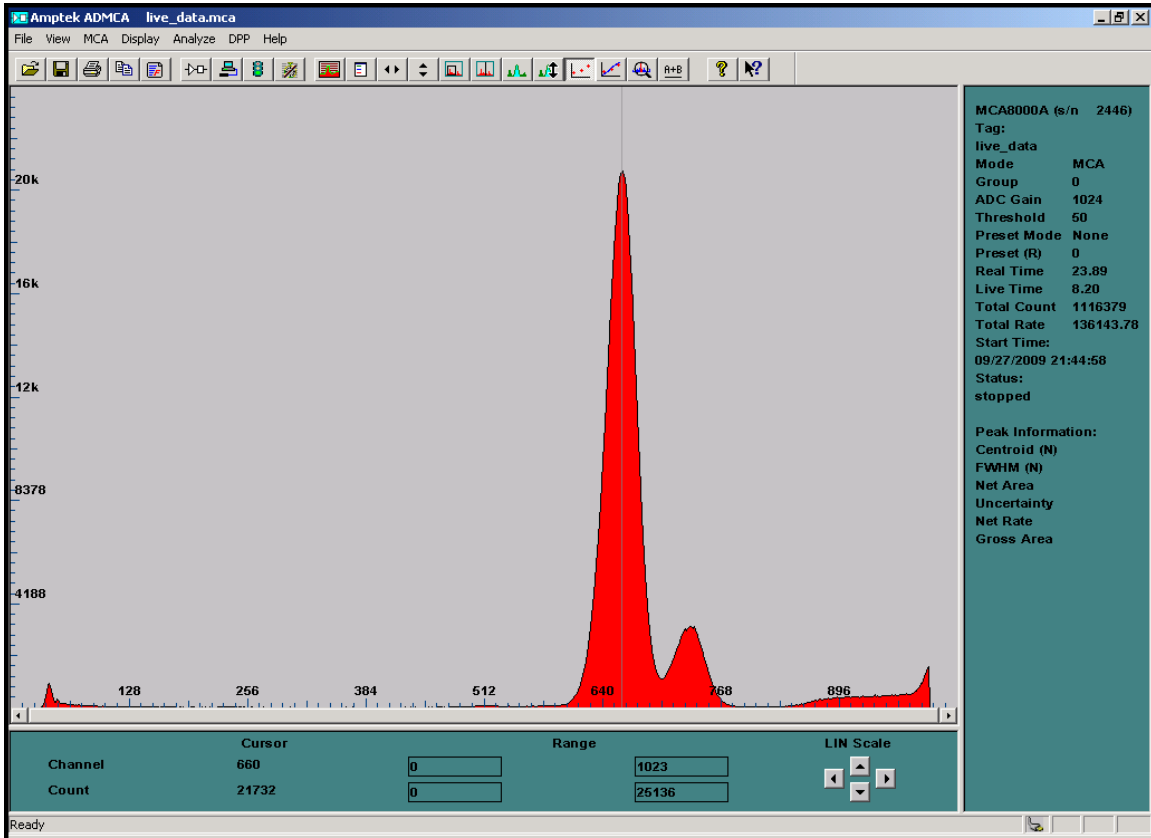 Amptek ADMCA live_data.mca
File View MCA Display Analyze DPP Help
A+B
MCA8000A (s/n 2446)
Tag:
live_data
Mode MCA
Group 0
ADC Gain 1024
Threshold 50
Preset Mode None
Preset (R) 0
Real Time 23.89
Live Time 8.20
Total Count 1116379
Total Rate 136143.78
Start Time:
09/27/2009 21:44:58
Status:
stopped
Peak Information:
Centroid (N)
FWHM (N)
Net Area
Uncertainty
Net Rate
Gross Area
20k
16k
12k
8378
4188
128 256 384 512 640 768 896
Cursor Range LIN Scale
Channel 660 0 1023
Count 21732 0 25136
Ready